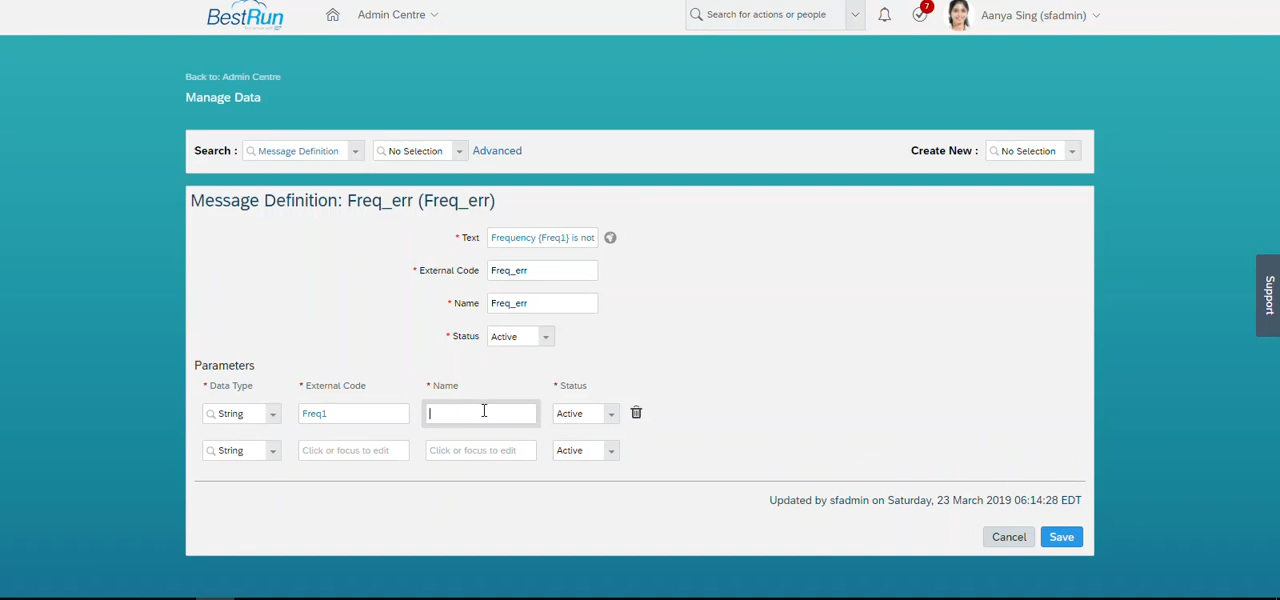 BestRun
Admin Centre
Search for actions or people
7
Aanya Sing (sfadmin)
Back to: Admin Centre
Manage Data
Search : Message Definition No Selection Advanced Create New : No Selection
Message Definition: Freq_err (Freq_err)
* Text Frequency {Freq1} is not
* External Code Freq_err
* Name Freq_err
* Status Active
Support
Parameters
* Data Type * External Code * Name * Status
String Freq1 Active
String Click or focus to edit Click or focus to edit Active
Updated by sfadmin on Saturday, 23 March 2019 06:14:28 EDT
Cancel Save